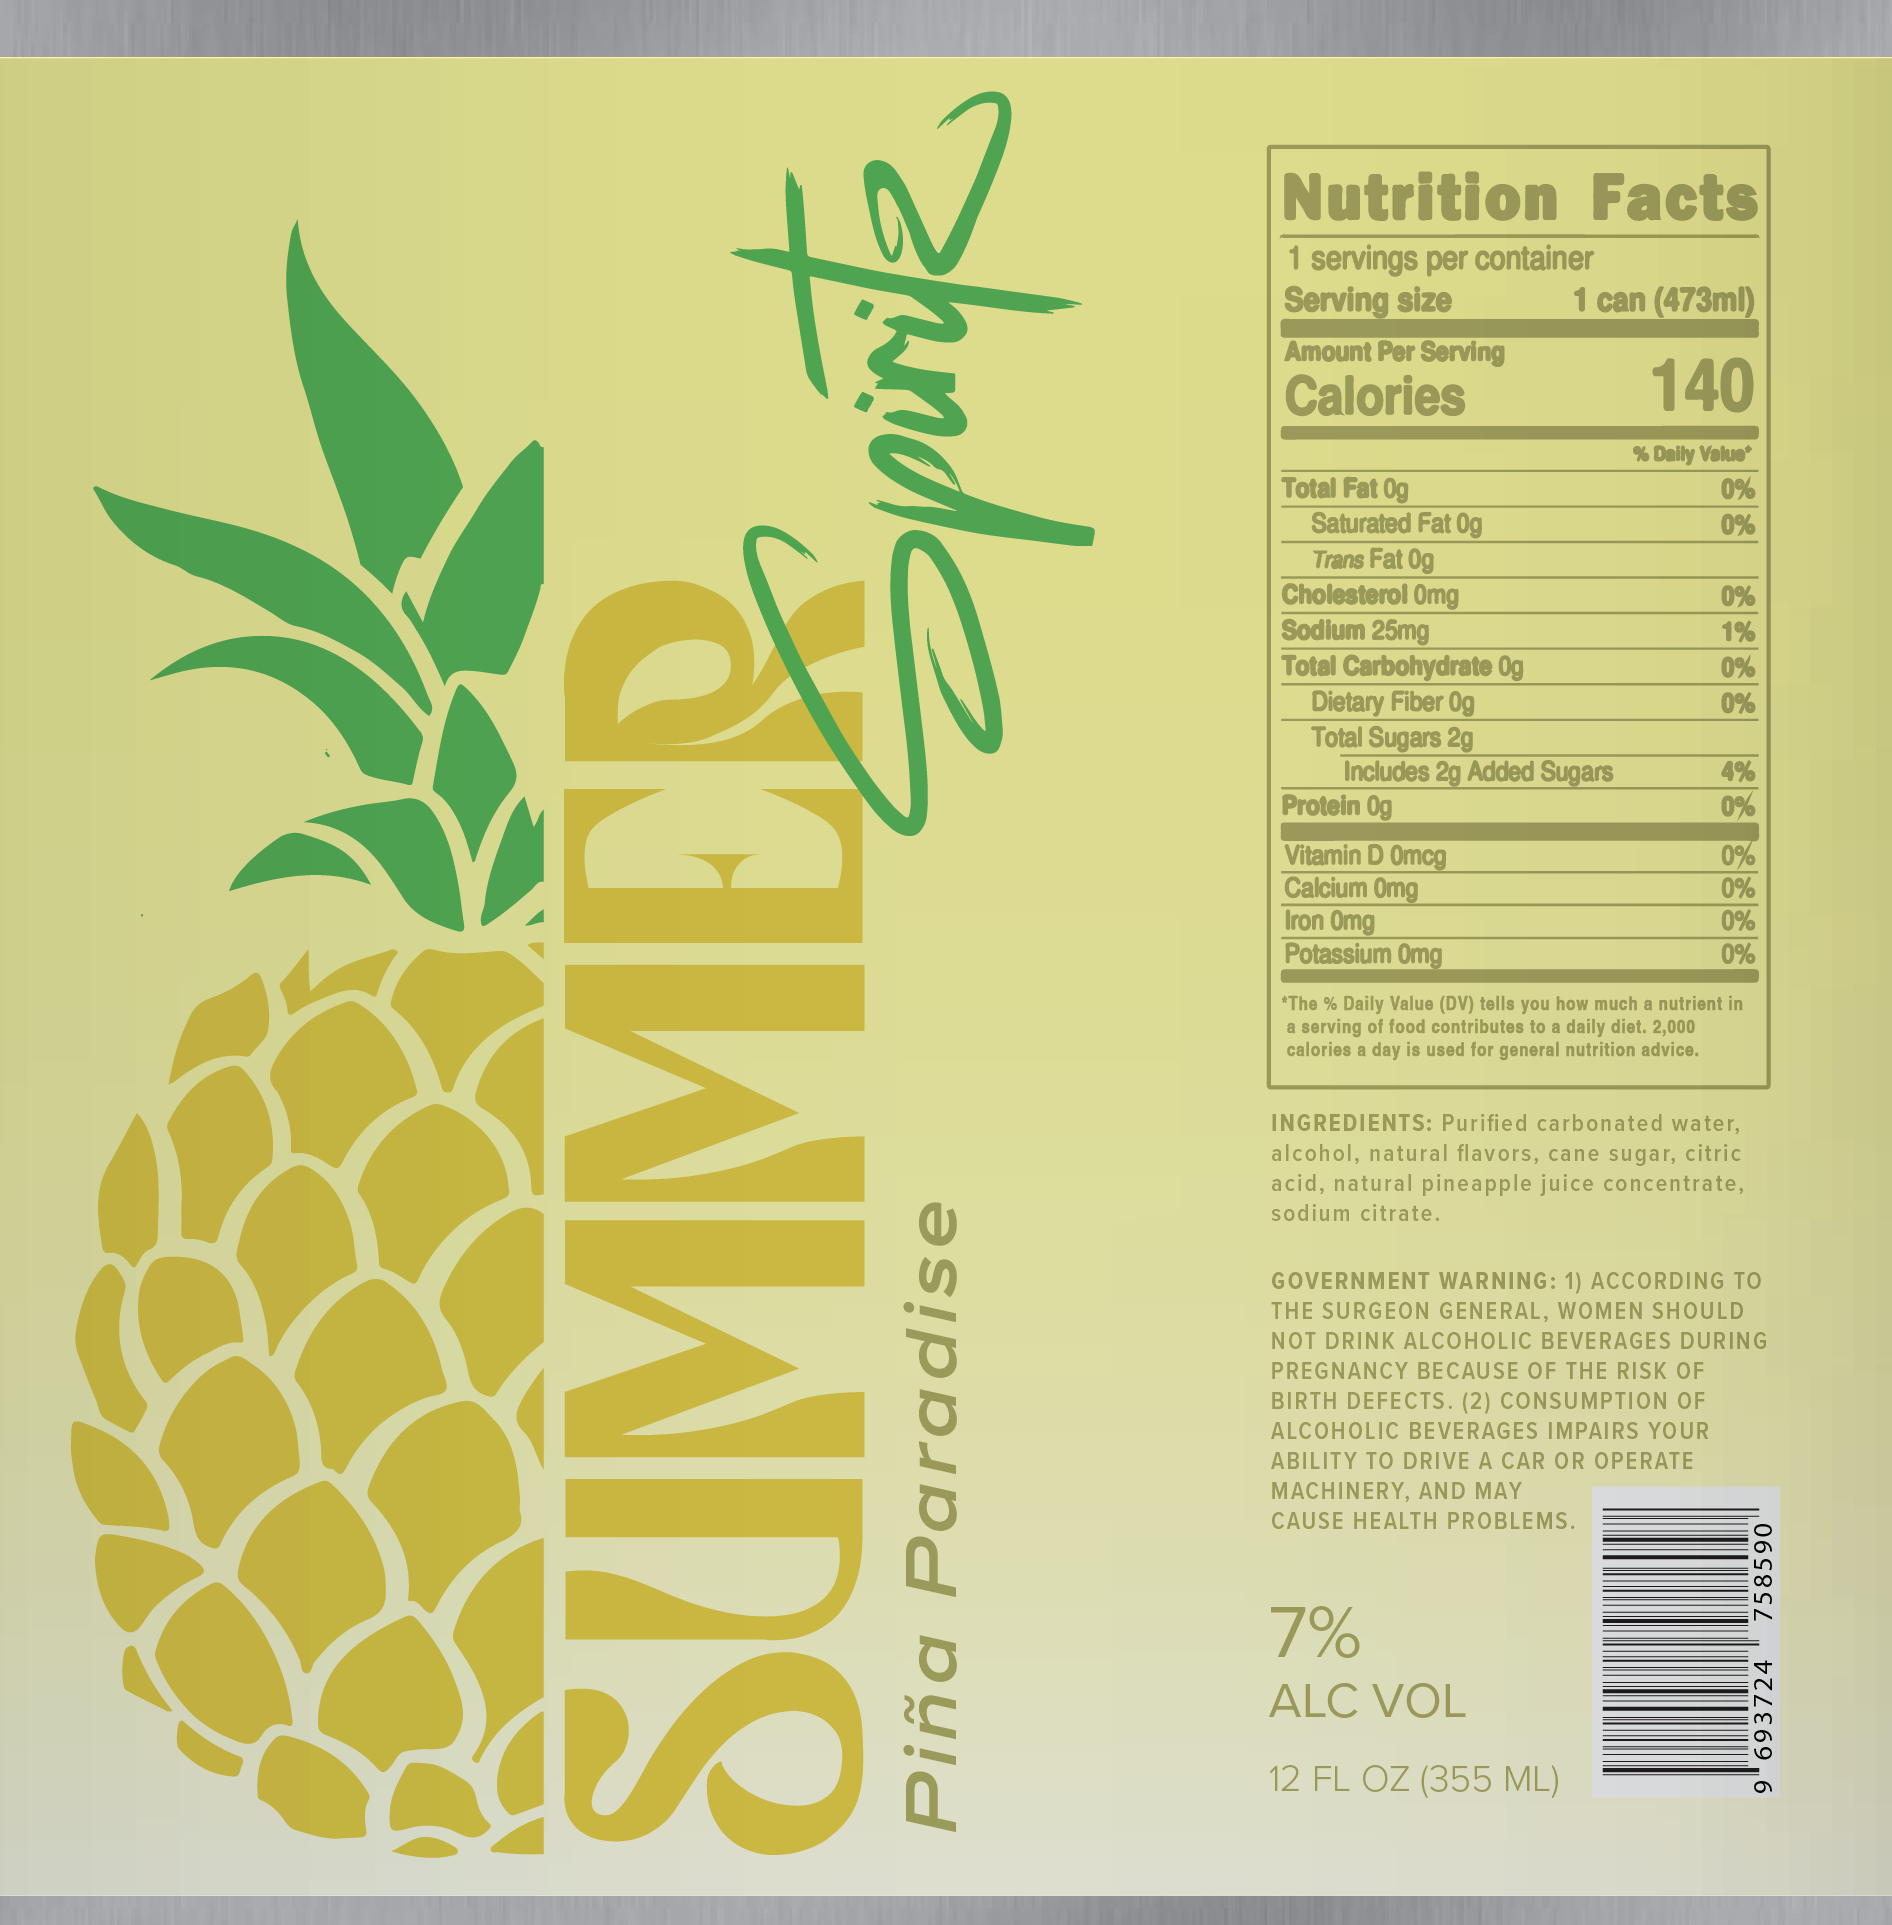 SUMMER
Spritz
Piña Paradise
Nutrition Facts
1 servings per container
Serving size 1 can (473ml)
Amount Per Serving
Calories 140
% Daily Value*
Total Fat 0g 0%
Saturated Fat 0g 0%
Trans Fat 0g
Cholesterol 0mg 0%
Sodium 25mg 1%
Total Carbohydrate 0g 0%
Dietary Fiber 0g 0%
Total Sugars 2g
Includes 2g Added Sugars 4%
Protein 0g 0%
Vitamin D 0mcg 0%
Calcium 0mg 0%
Iron 0mg 0%
Potassium 0mg 0%
*The % Daily Value (DV) tells you how much a nutrient in
a serving of food contributes to a daily diet. 2,000
calories a day is used for general nutrition advice.
INGREDIENTS: Purified carbonated water,
alcohol, natural flavors, cane sugar, citric
acid, natural pineapple juice concentrate,
sodium citrate.
GOVERNMENT WARNING: 1) ACCORDING TO
THE SURGEON GENERAL, WOMEN SHOULD
NOT DRINK ALCOHOLIC BEVERAGES DURING
PREGNANCY BECAUSE OF THE RISK OF
BIRTH DEFECTS. (2) CONSUMPTION OF
ALCOHOLIC BEVERAGES IMPAIRS YOUR
ABILITY TO DRIVE A CAR OR OPERATE
MACHINERY, AND MAY
CAUSE HEALTH PROBLEMS.
7%
ALC VOL
12 FL OZ (355 ML)
9 693724 758590